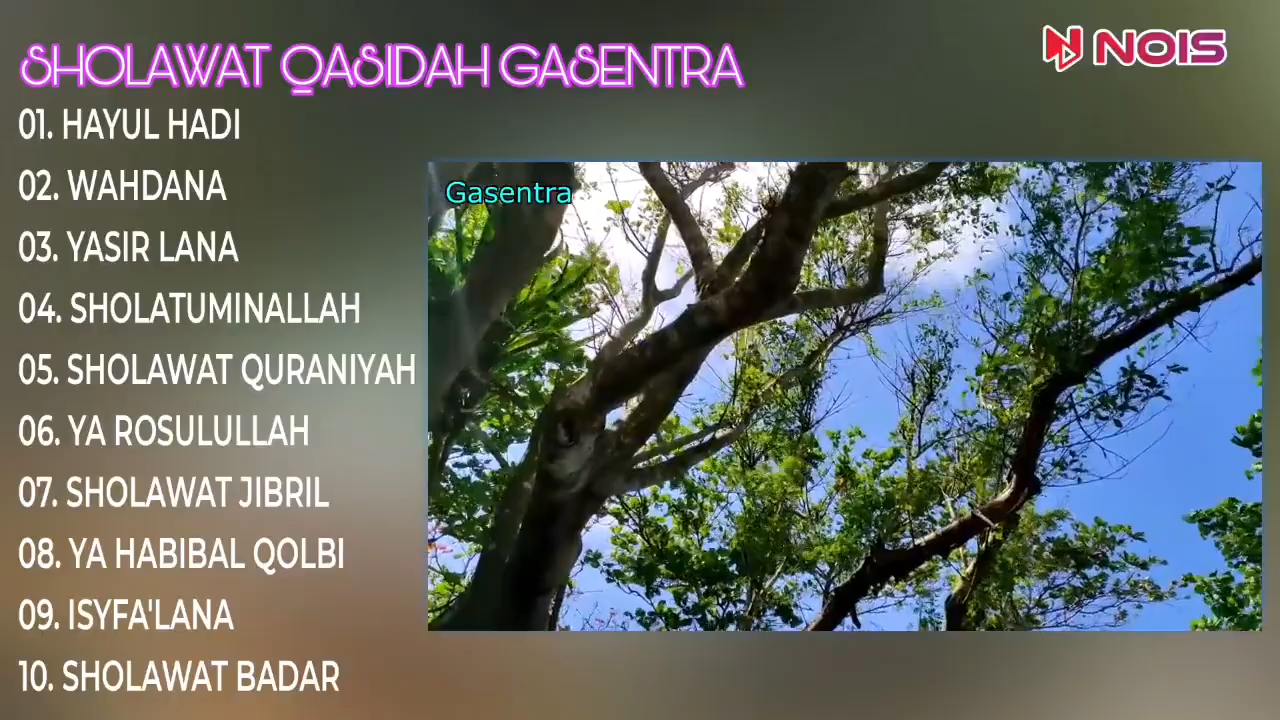 SHOLAWAT QASIDAH GASENTRA
NOIS
01. HAYUL HADI
02. WAHDANA
03. YASIR LANA
04. SHOLATUMINALLAH
05. SHOLAWAT QURANIYAH
06. YA ROSULULLAH
07. SHOLAWAT JIBRIL
08. YA HABIBAL QOLBI
09. ISYFA'LANA
10. SHOLAWAT BADAR
Gasentra